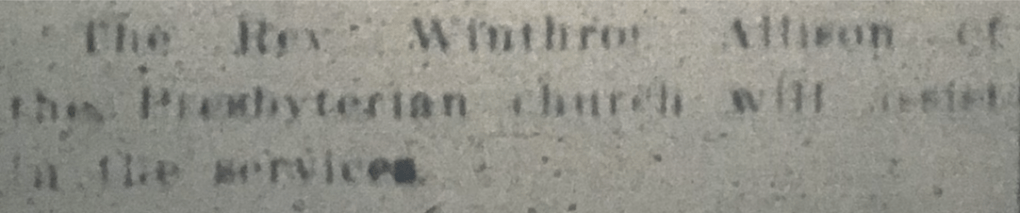 The Rev Winthrop Allison of
the Presbyterian church will assist
in the services.